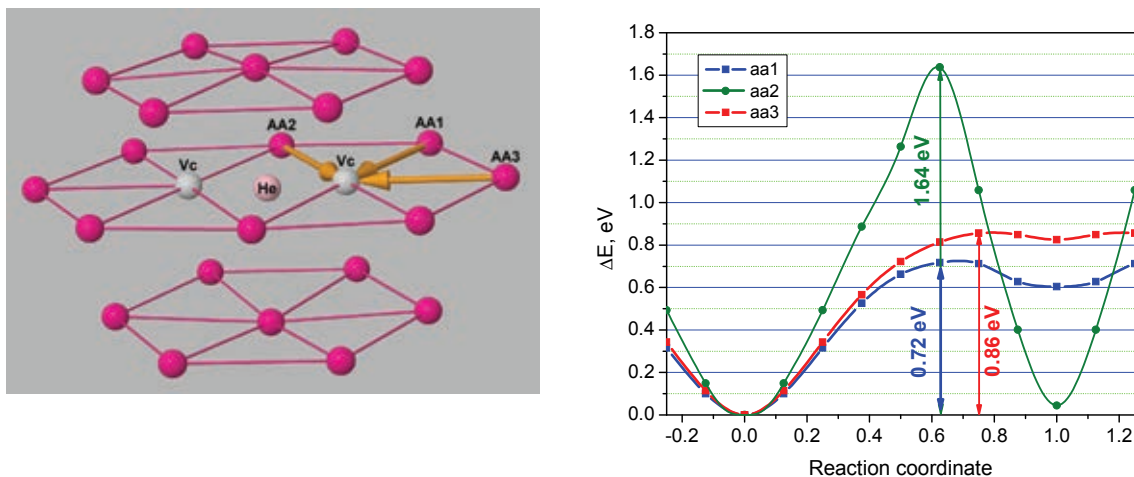 AA2
AA1
AA3
Vc
Vc
He
1.8
1.6
1.4
1.2
1.0
0.8
0.6
0.4
0.2
0.0
ΔE, eV
aa1
aa2
aa3
1.64 eV
0.72 eV
0.86 eV
-0.2 0.0 0.2 0.4 0.6 0.8 1.0 1.2
Reaction coordinate